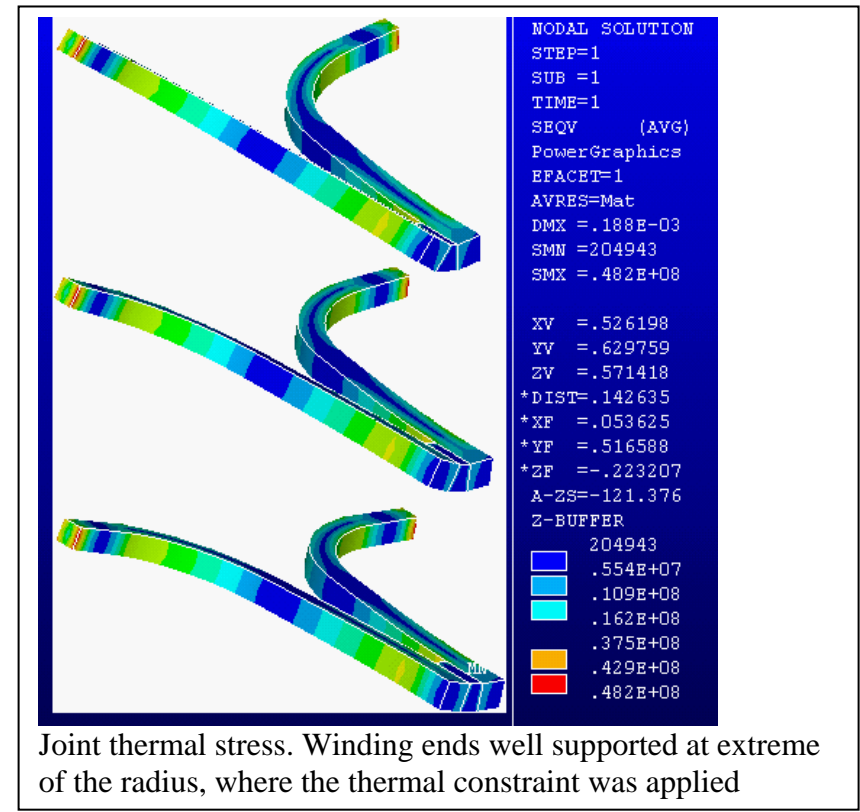 NODAL SOLUTION
STEP=1
SUB =1
TIME=1
SEQV (AVG)
PowerGraphics
EFACET=1
AVRES=Mat
DMX =.188E-03
SMN =204943
SMX =.482E+08
XV =.526198
YV =.629759
ZV =.571418
*DIST=.142635
*XF =.053625
*YF =.516588
*ZF =-.223207
A-ZS=-121.376
Z-BUFFER
204943
.554E+07
.109E+08
.162E+08
.375E+08
.429E+08
.482E+08
Joint thermal stress. Winding ends well supported at extreme
of the radius, where the thermal constraint was applied